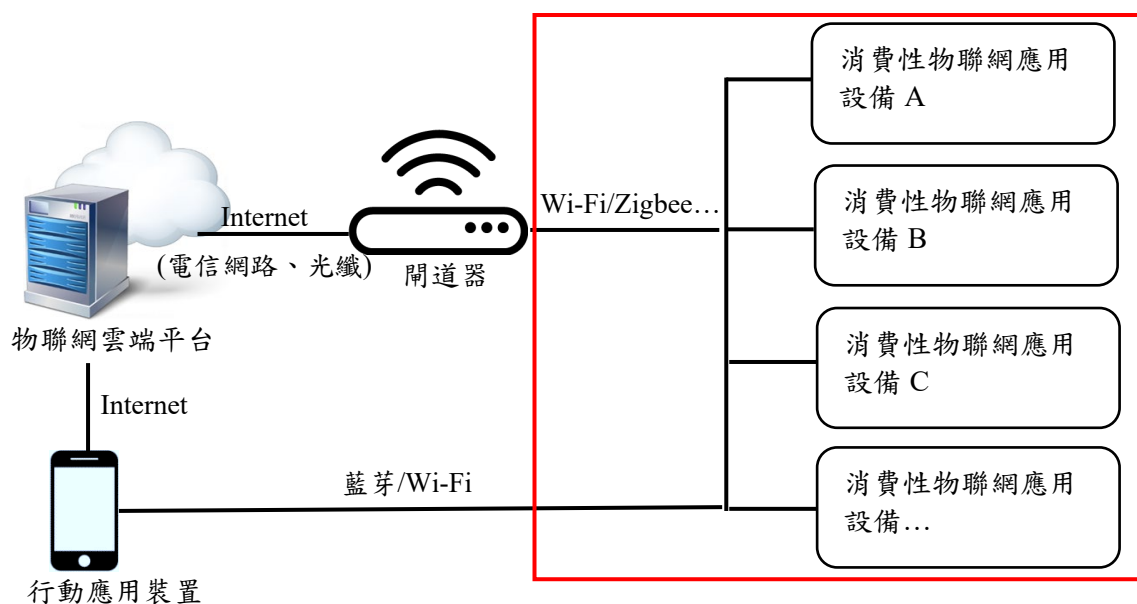 消費性物聯網應用
設備 A
Wi-Fi/Zigbee…
消費性物聯網應用
設備 B
Internet
(電信網路、光纖)
閘道器
物聯網雲端平台
消費性物聯網應用
設備 C
Internet
藍芽/Wi-Fi
消費性物聯網應用
設備…
行動應用裝置